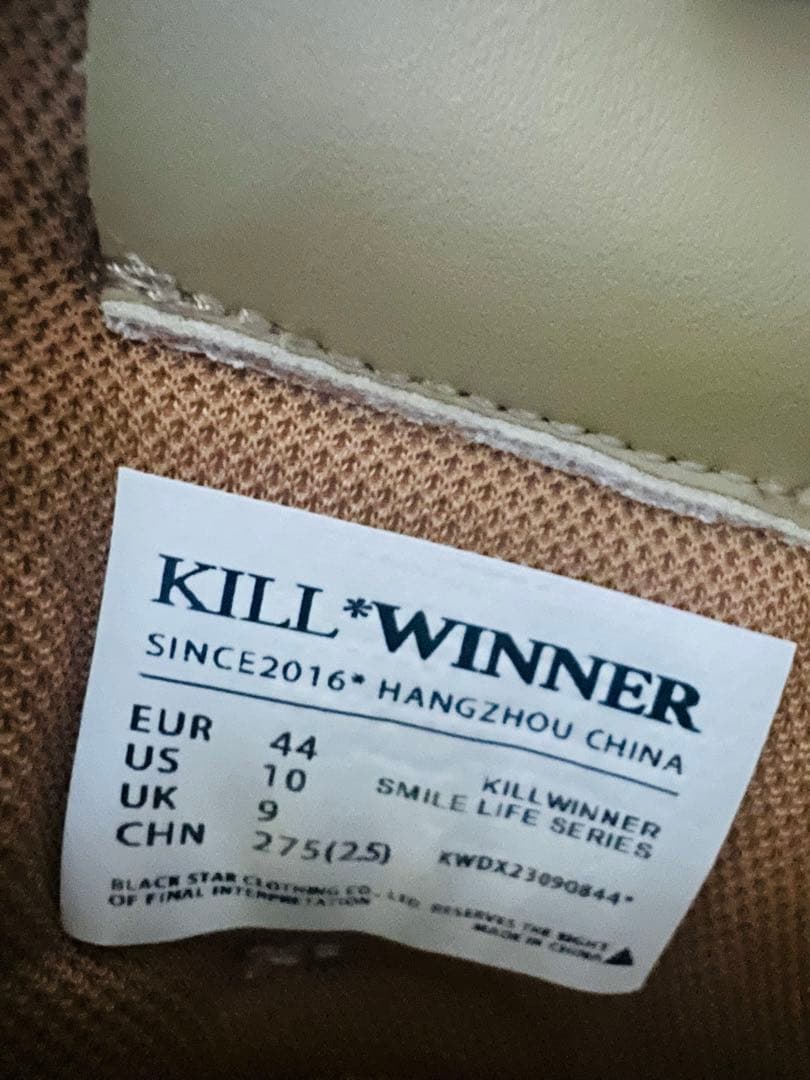 KILL*WINNER
SINCE2016* HANGZHOU CHINA
EUR 44
US 10
UK 9
CHN 275(2.5)
KILLWINNER
SMILE LIFE SERIES
KWDX23090844*
BLACK STAR CLOTHING CO., LTD RESERVES THE RIGHT
OF FINAL INTERPRETATION
MADE IN CHINA